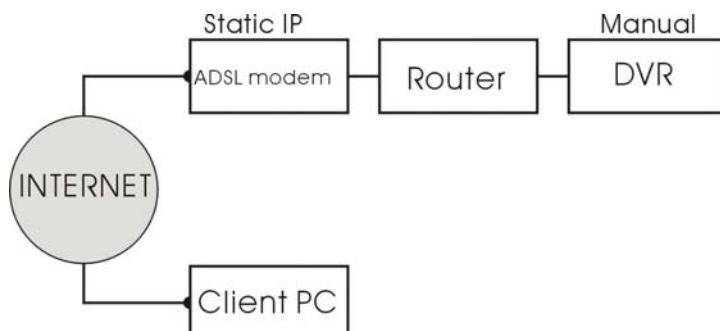 Static IP
Manual
ADSL modem
Router
DVR
INTERNET
Client PC